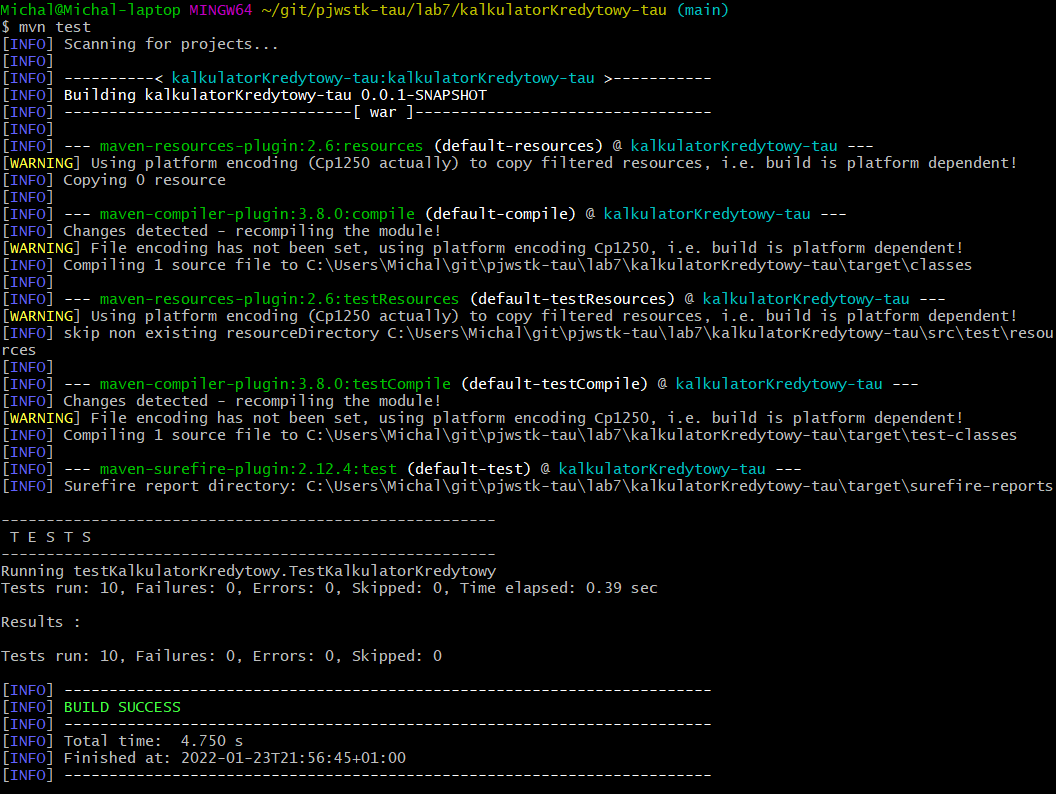 Michal@Michal-laptop MINGW64 ~/git/pjwstk-tau/lab7/kalkulatorKredytowy-tau (main)
$ mvn test
[INFO] Scanning for projects...
[INFO]
[INFO] ----------< kalkulatorKredytowy-tau:kalkulatorKredytowy-tau >-----------
[INFO] Building kalkulatorKredytowy-tau 0.0.1-SNAPSHOT
[INFO] --------------------------------[ war ]---------------------------------
[INFO]
[INFO] --- maven-resources-plugin:2.6:resources (default-resources) @ kalkulatorKredytowy-tau ---
[WARNING] Using platform encoding (Cp1250 actually) to copy filtered resources, i.e. build is platform dependent!
[INFO] Copying 0 resource
[INFO]
[INFO] --- maven-compiler-plugin:3.8.0:compile (default-compile) @ kalkulatorKredytowy-tau ---
[INFO] Changes detected - recompiling the module!
[WARNING] File encoding has not been set, using platform encoding Cp1250, i.e. build is platform dependent!
[INFO] Compiling 1 source file to C:\Users\Michal\git\pjwstk-tau\lab7\kalkulatorKredytowy-tau\target\classes
[INFO]
[INFO] --- maven-resources-plugin:2.6:testResources (default-testResources) @ kalkulatorKredytowy-tau ---
[WARNING] Using platform encoding (Cp1250 actually) to copy filtered resources, i.e. build is platform dependent!
[INFO] skip non existing resourceDirectory C:\Users\Michal\git\pjwstk-tau\lab7\kalkulatorKredytowy-tau\src\test\resou
rces
[INFO]
[INFO] --- maven-compiler-plugin:3.8.0:testCompile (default-testCompile) @ kalkulatorKredytowy-tau ---
[INFO] Changes detected - recompiling the module!
[WARNING] File encoding has not been set, using platform encoding Cp1250, i.e. build is platform dependent!
[INFO] Compiling 1 source file to C:\Users\Michal\git\pjwstk-tau\lab7\kalkulatorKredytowy-tau\target\test-classes
[INFO]
[INFO] --- maven-surefire-plugin:2.12.4:test (default-test) @ kalkulatorKredytowy-tau ---
[INFO] Surefire report directory: C:\Users\Michal\git\pjwstk-tau\lab7\kalkulatorKredytowy-tau\target\surefire-reports
-------------------------------------------------------
T E S T S
-------------------------------------------------------
Running testKalkulatorKredytowy.TestKalkulatorKredytowy
Tests run: 10, Failures: 0, Errors: 0, Skipped: 0, Time elapsed: 0.39 sec
Results :
Tests run: 10, Failures: 0, Errors: 0, Skipped: 0
[INFO] ------------------------------------------------------------------------
[INFO] BUILD SUCCESS
[INFO] ------------------------------------------------------------------------
[INFO] Total time:  4.750 s
[INFO] Finished at: 2022-01-23T21:56:45+01:00
[INFO] ------------------------------------------------------------------------